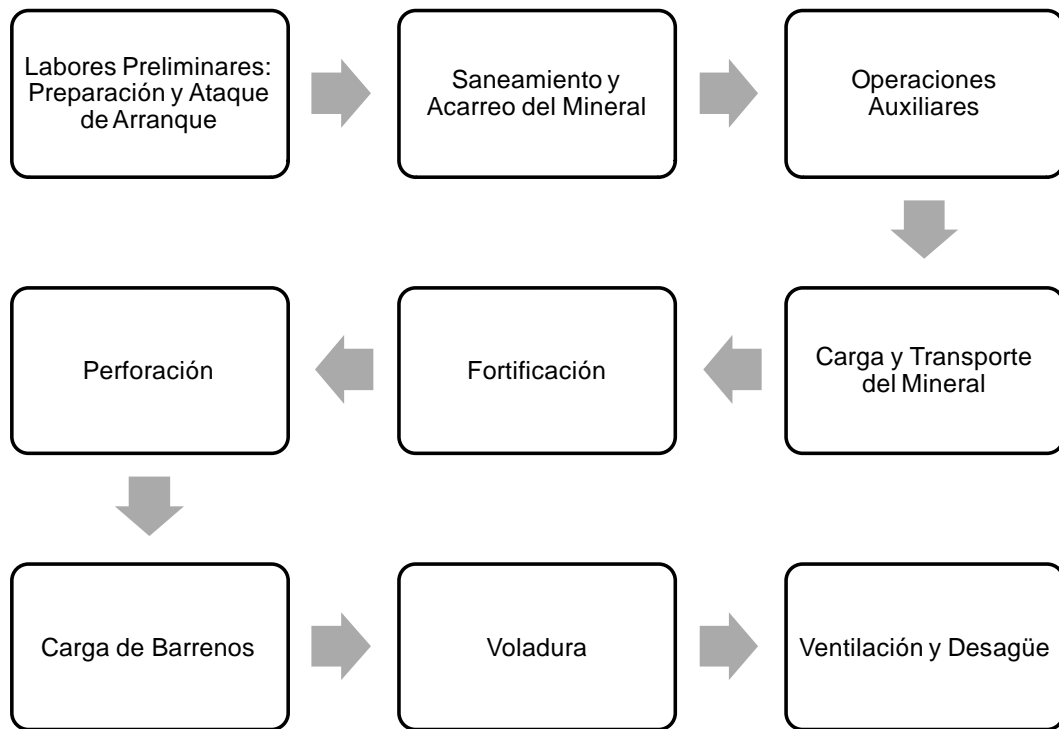 Labores Preliminares:
Preparación y Ataque
de Arranque
Saneamiento y
Acarreo del Mineral
Operaciones
Auxiliares
Carga y Transporte
del Mineral
Fortificación
Perforación
Carga de Barrenos
Voladura
Ventilación y Desagüe